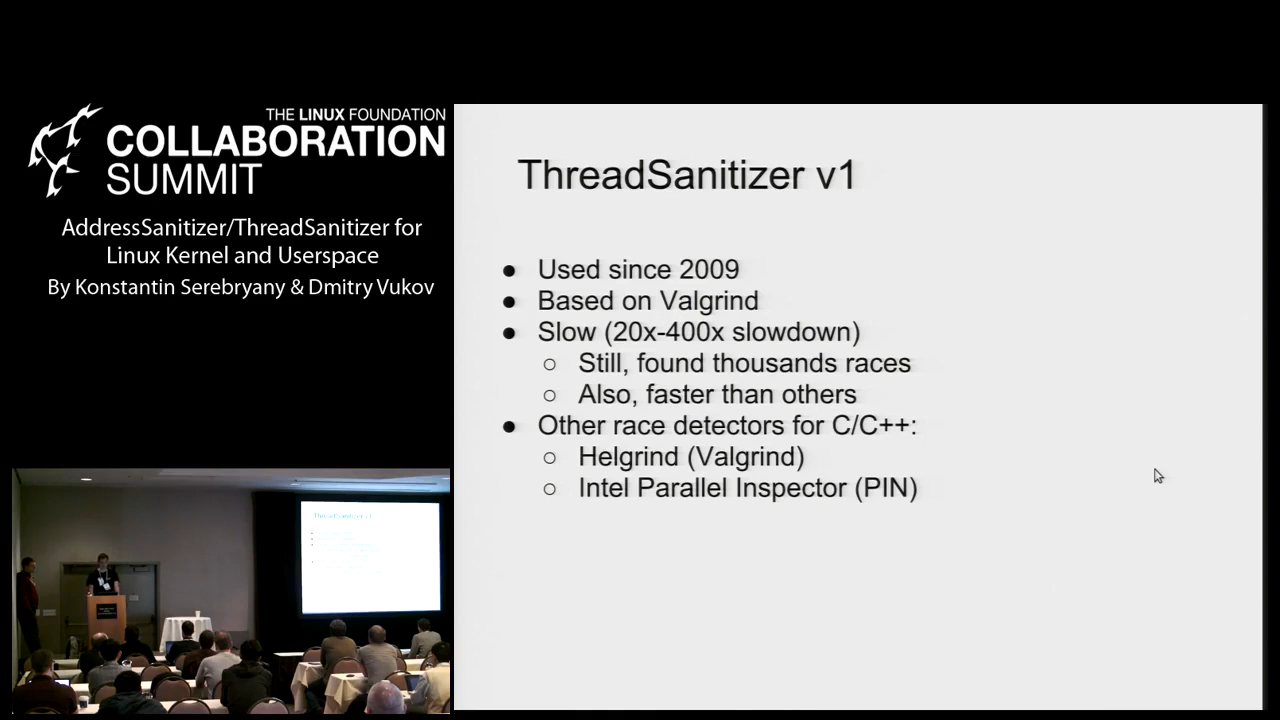 THE LINUX FOUNDATION
COLLABORATION
SUMMIT
AddressSanitizer/ThreadSanitizer for
Linux Kernel and Userspace
By Konstantin Serebryany & Dmitry Vukov
ThreadSanitizer v1
● Used since 2009
● Based on Valgrind
● Slow (20x-400x slowdown)
○ Still, found thousands races
○ Also, faster than others
● Other race detectors for C/C++:
○ Helgrind (Valgrind)
○ Intel Parallel Inspector (PIN)
ThreadSanitizer v1